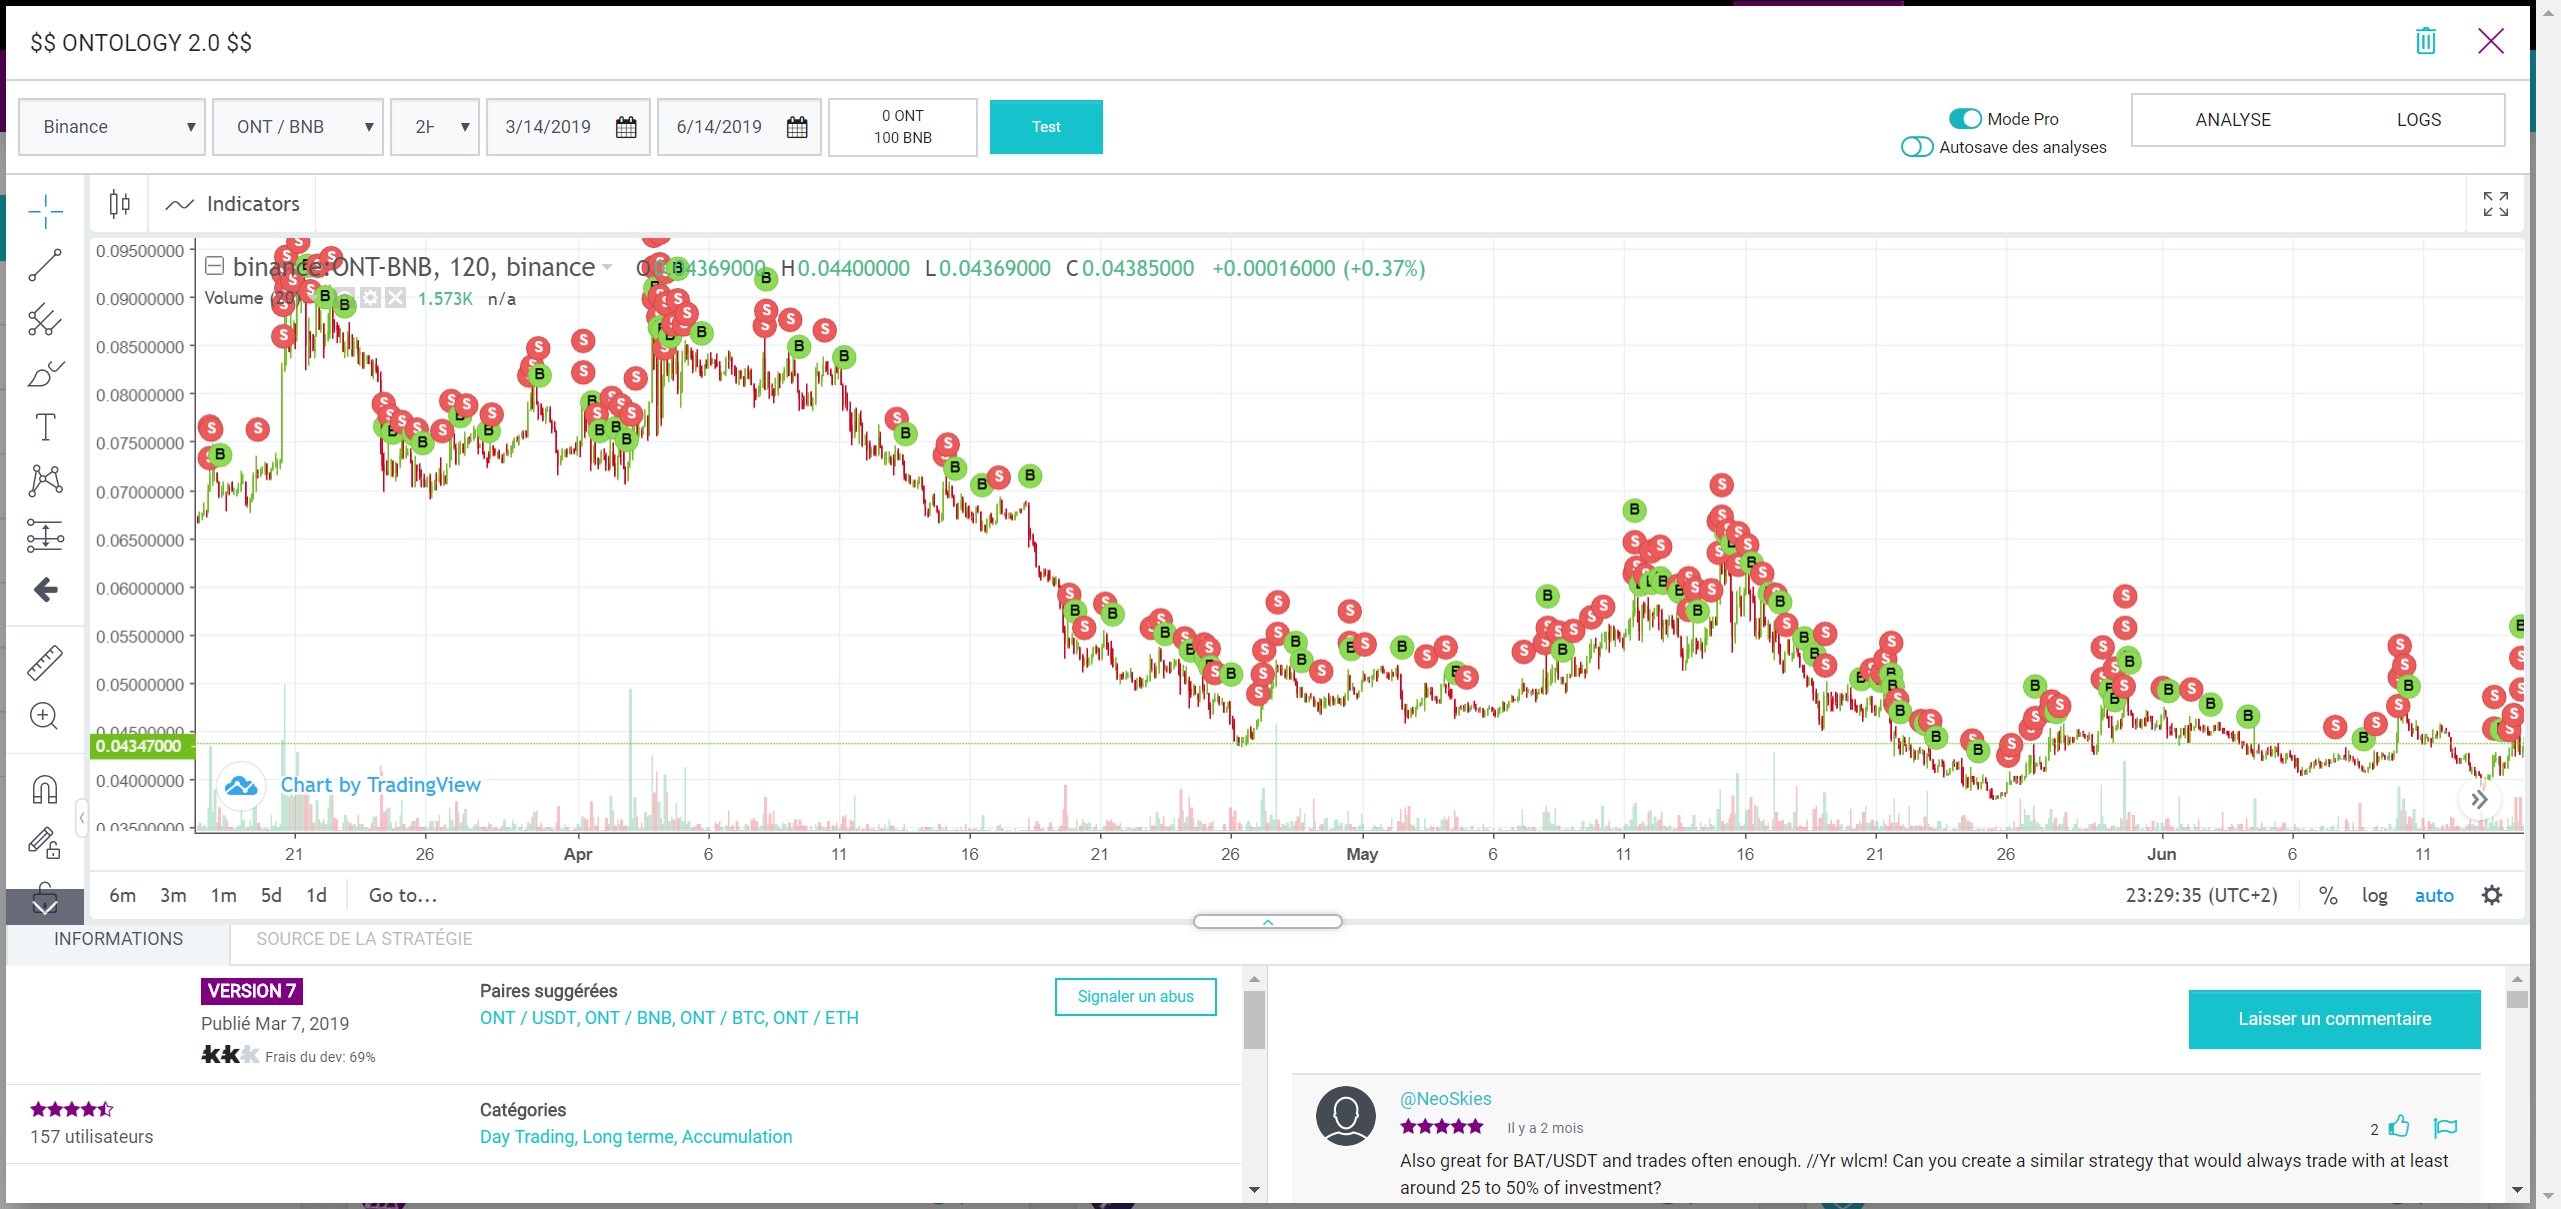 $$ ONTOLOGY 2.0 $$
Binance
ONT / BNB
3/14/2019
6/14/2019
0 ONT
100 BNB
Test
Mode Pro
Autosave des analyses
ANALYSE
LOGS
Indicators
binance:ONT-BNB, 120, binance
H0.04400000 L0.04369000 C0.04385000 +0.00016000 (+0.37%)
Volume (20)
1.573K n/a
0.09500000
0.09000000
0.08500000
0.08000000
0.07500000
0.07000000
0.06500000
0.06000000
0.05500000
0.05000000
0.04500000
0.04347000
0.04000000
0.03500000
Chart by TradingView
21 26 Apr 6 11 16 21 26 May 6 11 16 21 26 Jun 6 11
6m 3m 1m 5d 1d Go to...
23:29:35 (UTC+2) % log auto
INFORMATIONS
SOURCE DE LA STRATÉGIE
VERSION 7
Publié Mar 7, 2019
Frais du dev: 69%
Paires suggérées
ONT / USDT, ONT / BNB, ONT / BTC, ONT / ETH
Signaler un abus
157 utilisateurs
Catégories
Day Trading, Long terme, Accumulation
Laisser un commentaire
@NeoSkies
Il y a 2 mois
2
Also great for BAT/USDT and trades often enough. //Yr wlcm! Can you create a similar strategy that would always trade with at least
around 25 to 50% of investment?